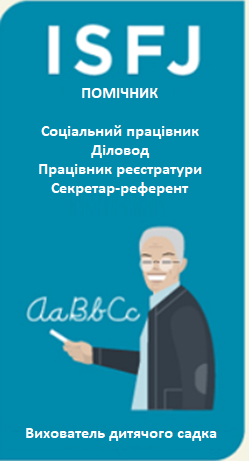 ISFJ
ПОМІЧНИК
Соціальний працівник
Діловод
Працівник реєстратури
Секретар-референт
AaBbCc
Вихователь дитячого садка